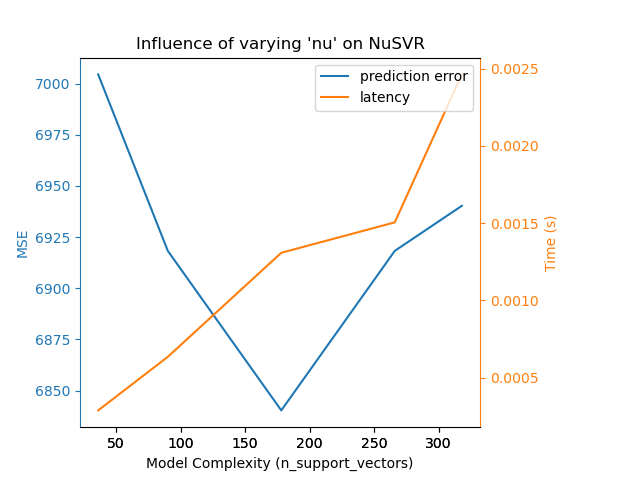 Influence of varying 'nu' on NuSVR
prediction error
latency
7000
6975
6950
6925
6900
6875
6850
MSE
0.0025
0.0020
0.0015
0.0010
0.0005
Time (s)
50 100 150 200 250 300
Model Complexity (n_support_vectors)